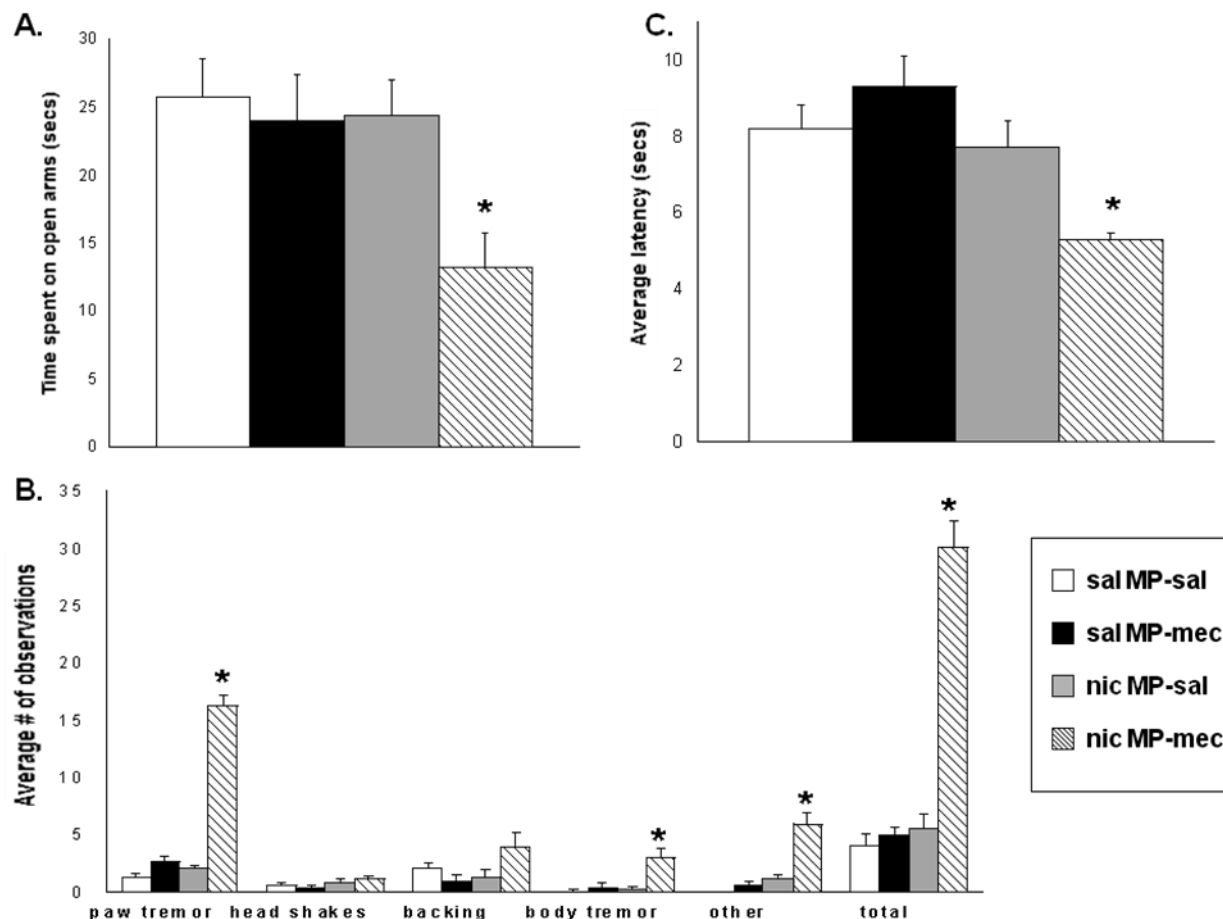 A.
Time spent on open arms (secs)
30
25
20
15
10
5
0
*
C.
Average latency (secs)
10
8
6
4
2
0
*
B.
Average # of observations
35
30
25
20
15
10
5
0
*
*
*
*
paw tremor head shakes backing body tremor other total
sal MP-sal
sal MP-mec
nic MP-sal
nic MP-mec